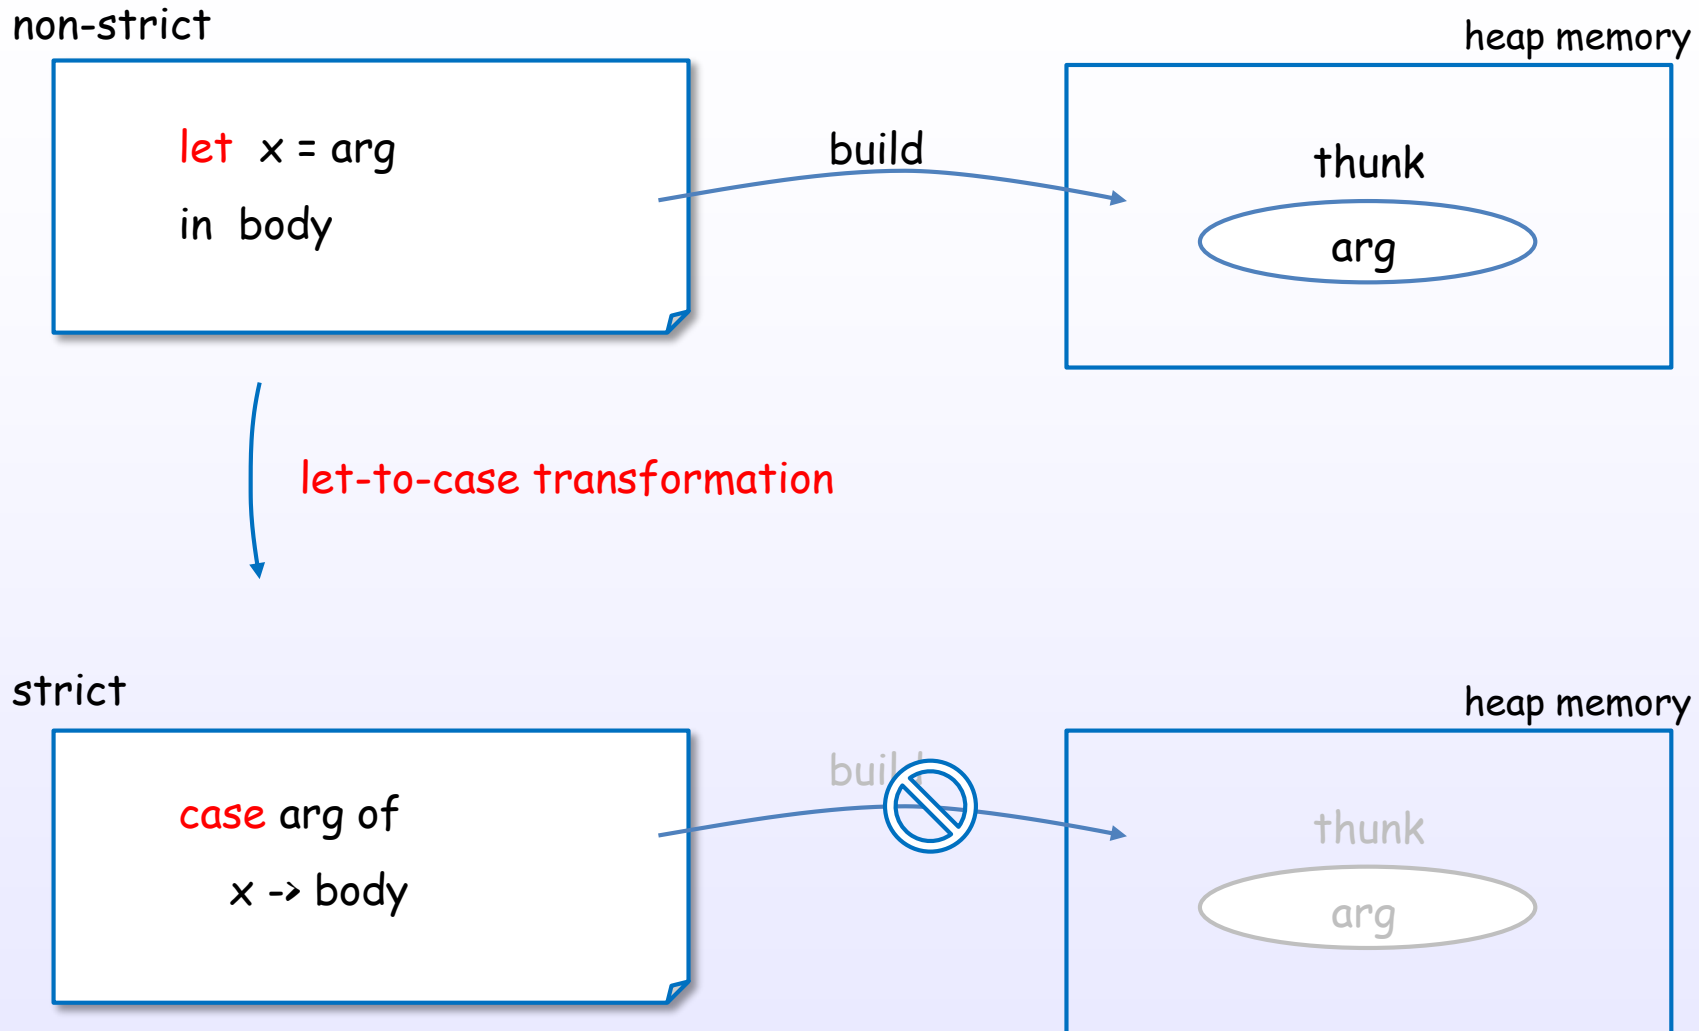 non-strict
heap memory
let x = arg
in body
build
thunk
arg
let-to-case transformation
strict
heap memory
case arg of
x -> body
build
thunk
arg